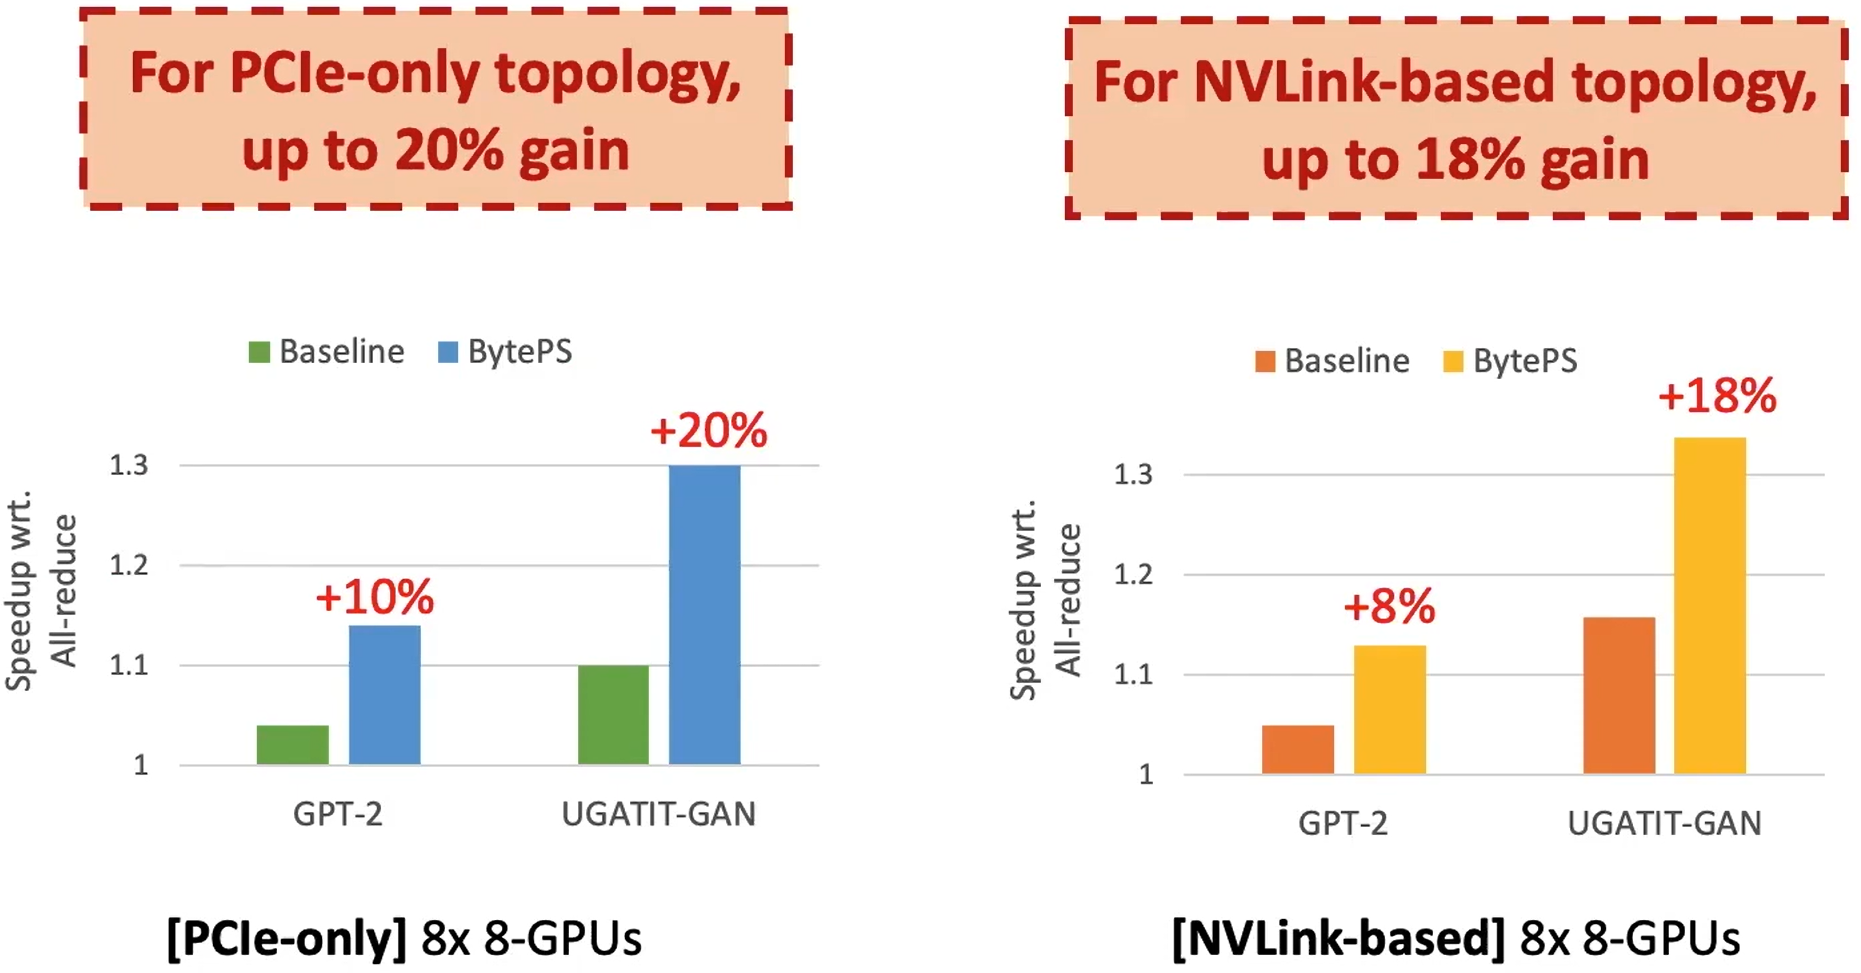 For PCIe-only topology,
up to 20% gain
For NVLink-based topology,
up to 18% gain
Baseline BytePS
+20%
1.3
1.2
+10%
1.1
1
Speedup wrt.
All-reduce
GPT-2 UGATIT-GAN
[PCIe-only] 8x 8-GPUs
Baseline BytePS
+18%
1.3
1.2
+8%
1.1
1
Speedup wrt.
All-reduce
GPT-2 UGATIT-GAN
[NVLink-based] 8x 8-GPUs